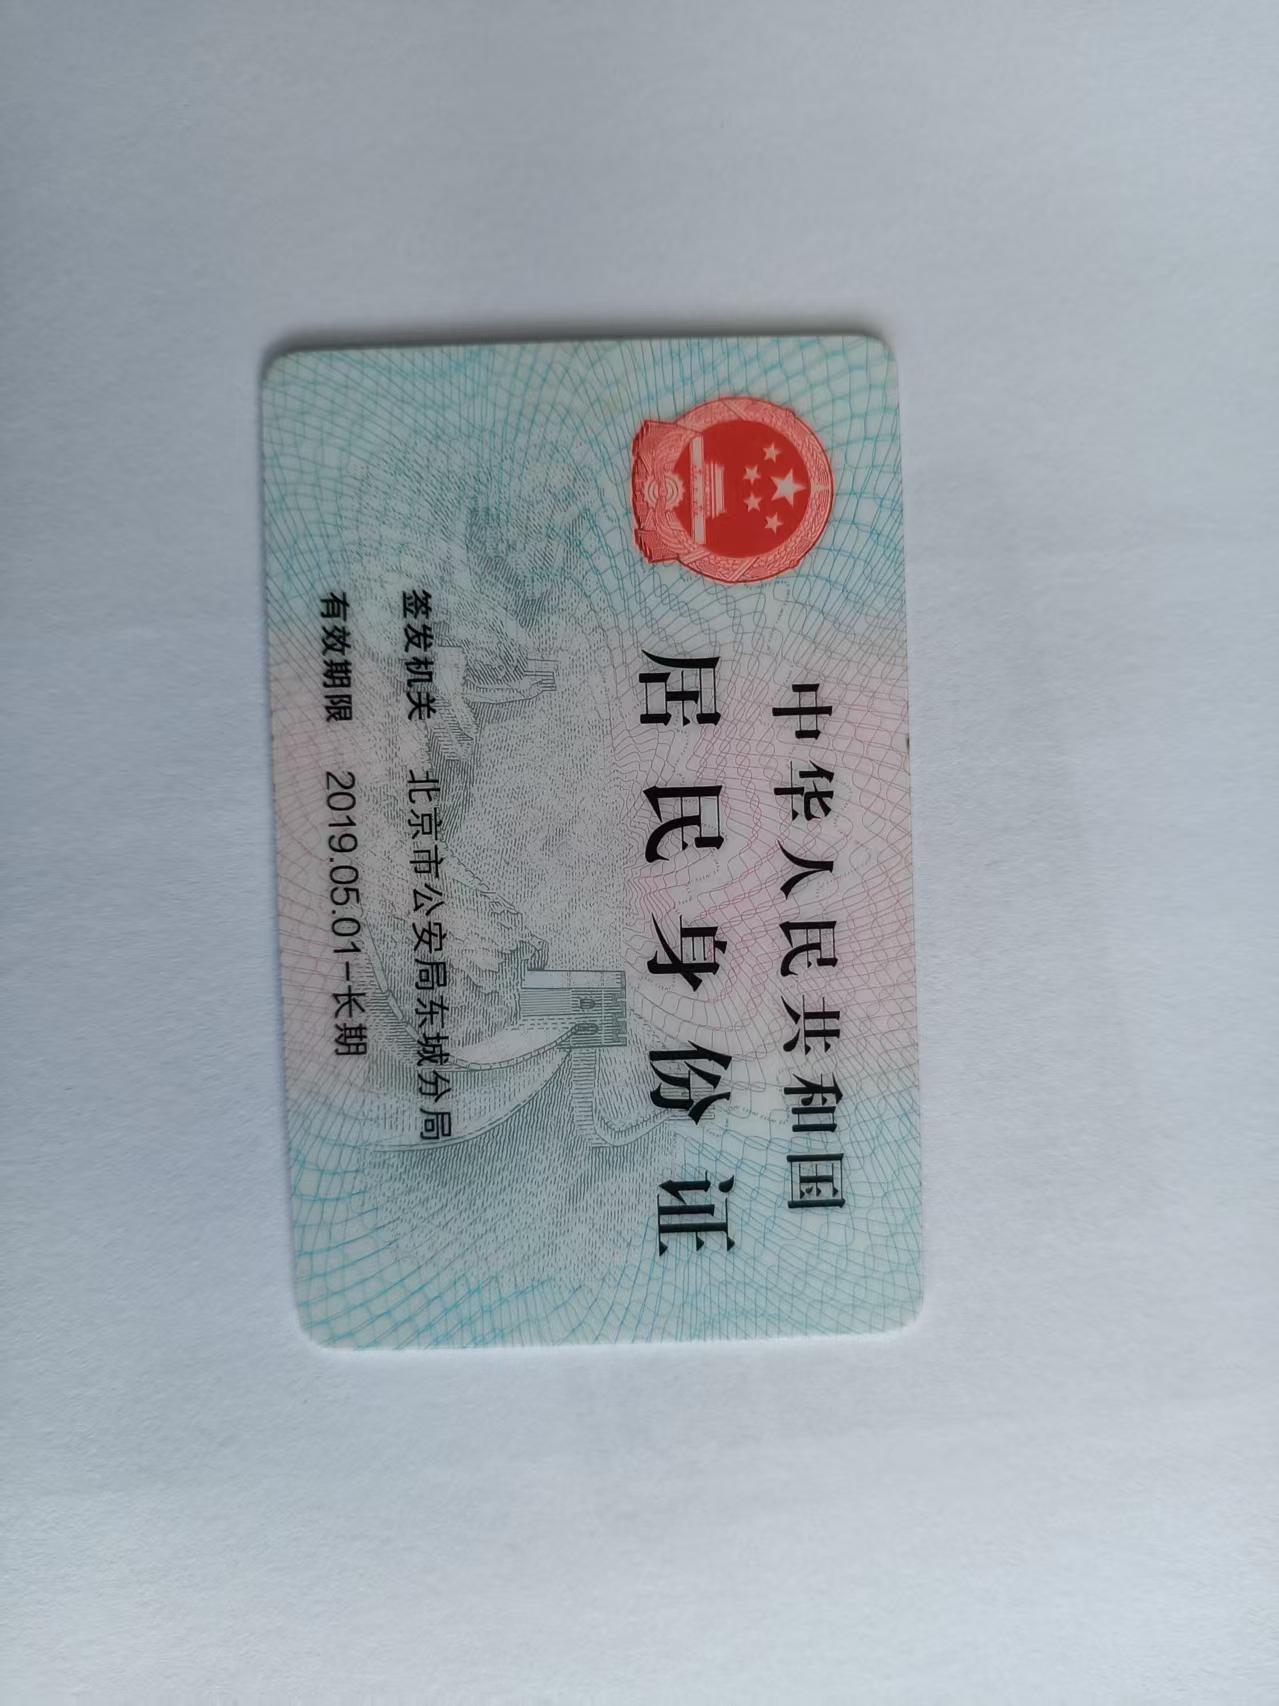 中华人民共和国
居民身份证
签发机关 北京市公安局东城分局
有效期限 2019.05.01-长期